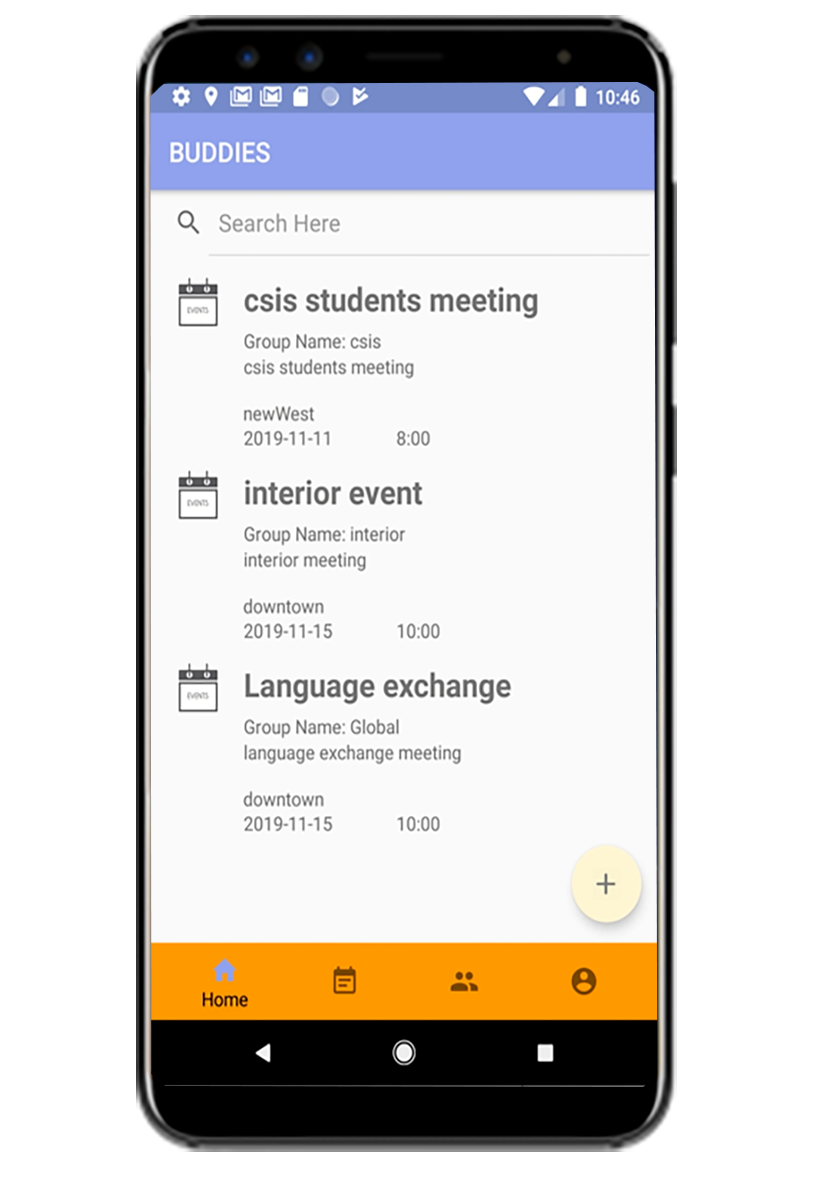 10:46
BUDDIES
Search Here
EVENTS
csis students meeting
Group Name: csis
csis students meeting
newWest
2019-11-11 8:00
EVENTS
interior event
Group Name: interior
interior meeting
downtown
2019-11-15 10:00
EVENTS
Language exchange
Group Name: Global
language exchange meeting
downtown
2019-11-15 10:00
+
Home